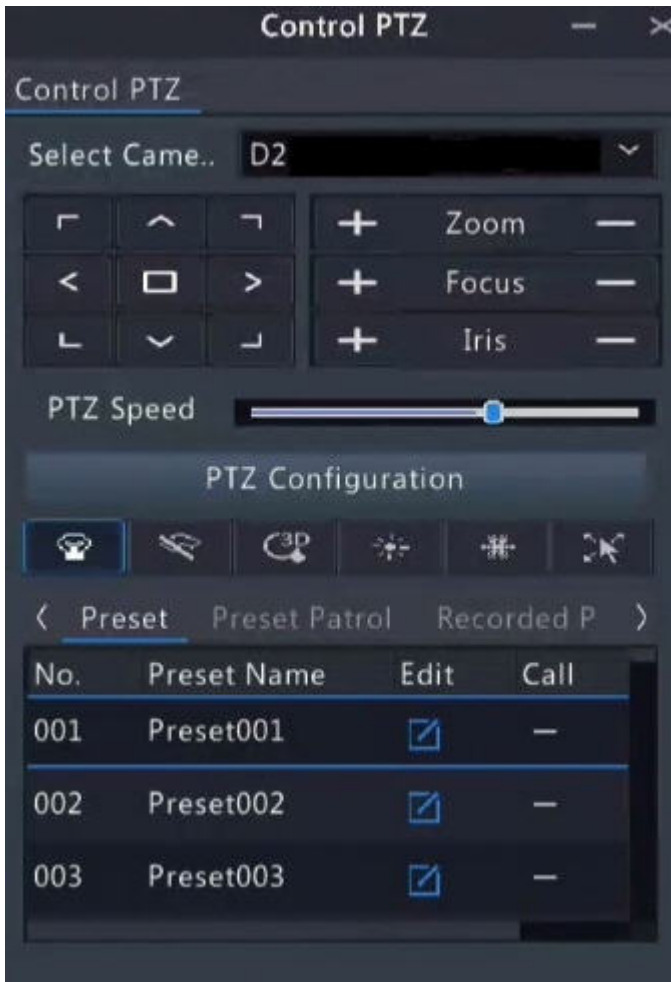 Control PTZ
Control PTZ
Select Came.. D2
Zoom
Focus
Iris
PTZ Speed
PTZ Configuration
3D
Preset Preset Patrol Recorded P
No. Preset Name Edit Call
001 Preset001
002 Preset002
003 Preset003